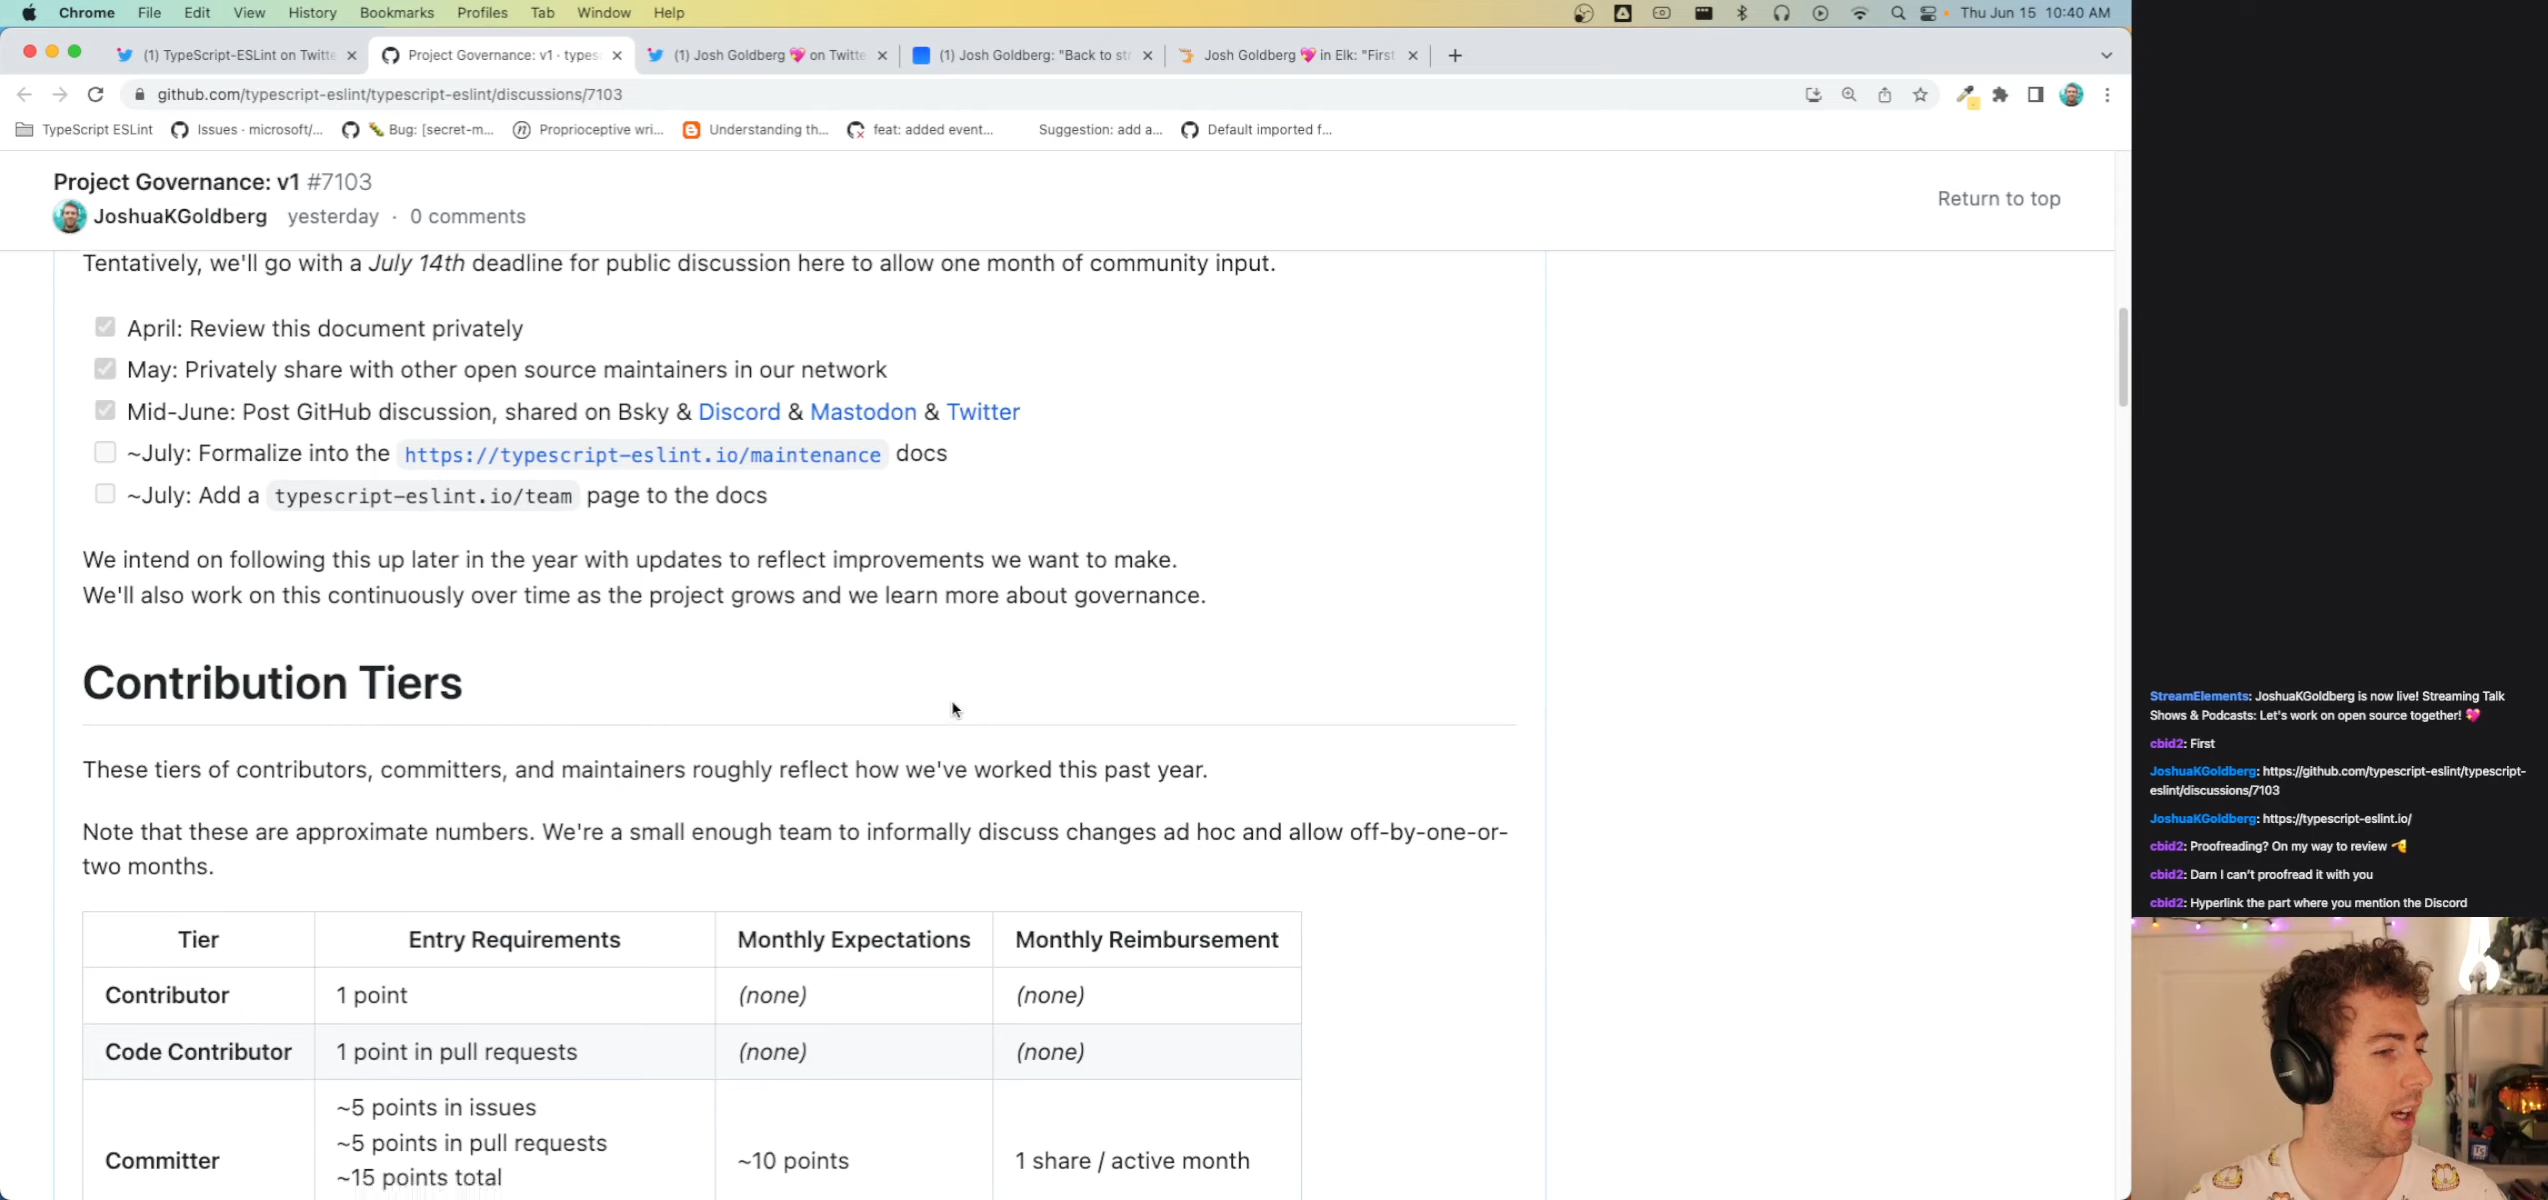 Chrome File Edit View History Bookmarks Profiles Tab Window Help Thu Jun 15 10:40 AM
(1) TypeScript-ESLint on Twitte
Project Governance: v1 · types
(1) Josh Goldberg 💖 on Twitte
(1) Josh Goldberg: "Back to str
Josh Goldberg 💖 in Elk: "First
github.com/typescript-eslint/typescript-eslint/discussions/7103
TypeScript ESLint Issues · microsoft/... 🐛 Bug: [secret-m... Proprioceptive wri... Understanding th... feat: added event... Suggestion: add a... Default imported f...
Project Governance: v1 #7103
JoshuaKGoldberg yesterday · 0 comments
Return to top
Tentatively, we'll go with a July 14th deadline for public discussion here to allow one month of community input.
April: Review this document privately
May: Privately share with other open source maintainers in our network
Mid-June: Post GitHub discussion, shared on Bsky & Discord & Mastodon & Twitter
~July: Formalize into the https://typescript-eslint.io/maintenance docs
~July: Add a typescript-eslint.io/team page to the docs
We intend on following this up later in the year with updates to reflect improvements we want to make.
We'll also work on this continuously over time as the project grows and we learn more about governance.
Contribution Tiers
These tiers of contributors, committers, and maintainers roughly reflect how we've worked this past year.
Note that these are approximate numbers. We're a small enough team to informally discuss changes ad hoc and allow off-by-one-or-
two months.
Tier Entry Requirements Monthly Expectations Monthly Reimbursement
Contributor 1 point (none) (none)
Code Contributor 1 point in pull requests (none) (none)
~5 points in issues
~5 points in pull requests
Committer ~10 points 1 share / active month
~15 points total
StreamElements: JoshuaKGoldberg is now live! Streaming Talk
Shows & Podcasts: Let's work on open source together! 💖
cbid2: First
JoshuaKGoldberg: https://github.com/typescript-eslint/typescript-
eslint/discussions/7103
JoshuaKGoldberg: https://typescript-eslint.io/
cbid2: Proofreading? On my way to review 🫡
cbid2: Darn I can't proofread it with you
cbid2: Hyperlink the part where you mention the Discord